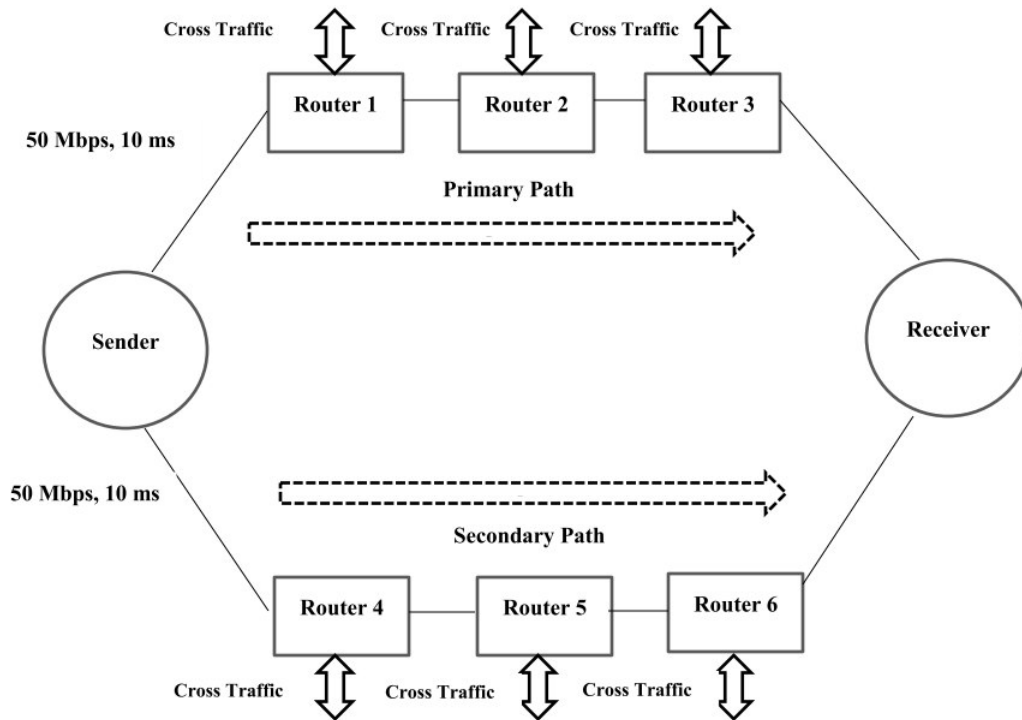 Cross Traffic
Cross Traffic
Cross Traffic
Router 1
Router 2
Router 3
50 Mbps, 10 ms
Primary Path
Sender
Receiver
50 Mbps, 10 ms
Secondary Path
Router 4
Router 5
Router 6
Cross Traffic
Cross Traffic
Cross Traffic